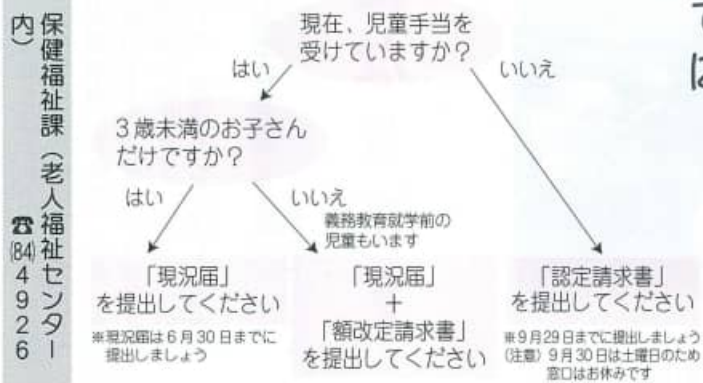 保健福祉課（老人福祉センター
内）
☎(84)4926
現在、児童手当を
受けていますか？
はい
いいえ
3歳未満のお子さん
だけですか？
はい
いいえ
義務教育就学前の
児童もいます
「現況届」
を提出してください
※現況届は6月30日までに
提出しましょう
「現況届」
＋
「額改定請求書」
を提出してください
「認定請求書」
を提出してください
※9月29日までに提出しましょう
(注意) 9月30日は土曜日のため
窓口はお休みです